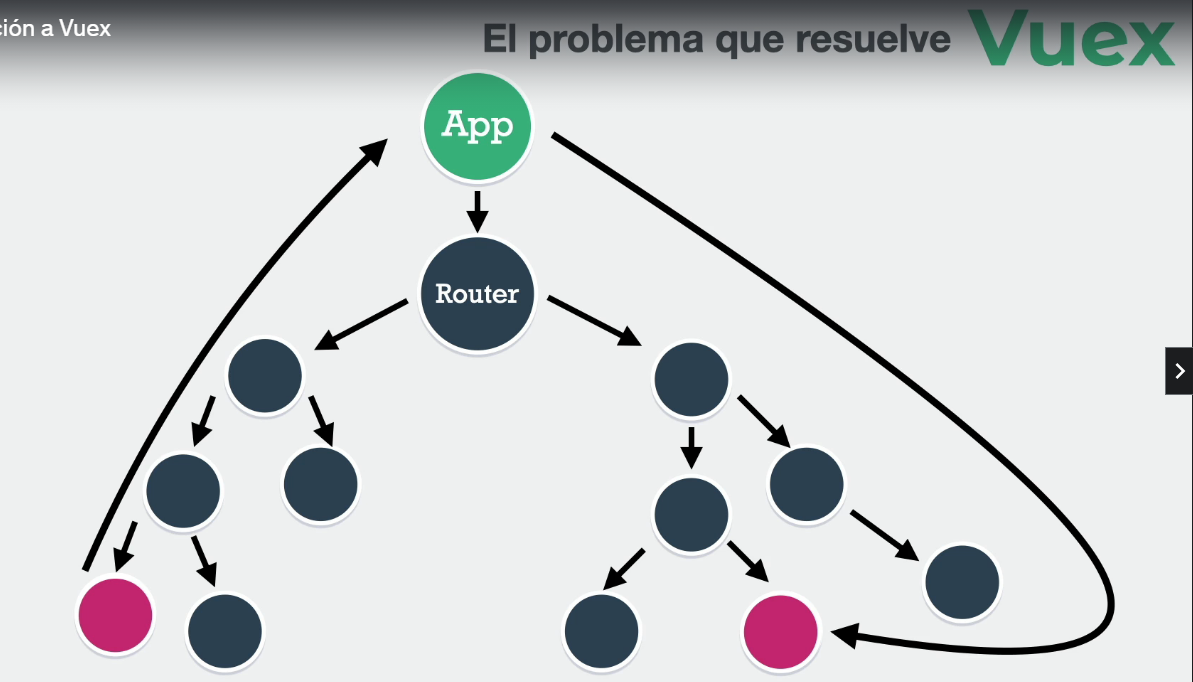 ción a Vuex
El problema que resuelve Vuex
App
Router